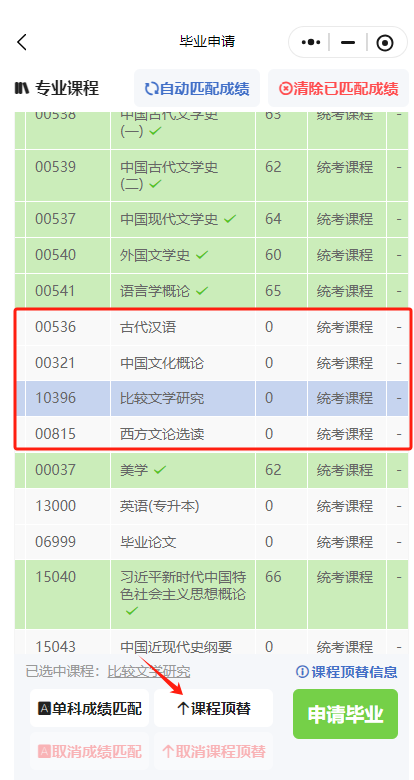 毕业申请
专业课程 自动匹配成绩 清除已匹配成绩
00538 中国古代文学史(一) 63 统考课程 -
00539 中国古代文学史(二) 62 统考课程 -
00537 中国现代文学史 64 统考课程 -
00540 外国文学史 60 统考课程 -
00541 语言学概论 65 统考课程 -
00536 古代汉语 0 统考课程 -
00321 中国文化概论 0 统考课程 -
10396 比较文学研究 0 统考课程 -
00815 西方文论选读 0 统考课程 -
00037 美学 62 统考课程 -
13000 英语(专升本) 0 统考课程 -
06999 毕业论文 0 统考课程 -
15040 习近平新时代中国特色社会主义思想概论 66 统考课程 -
15043 中国近现代史纲要 0 统考课程 -
已选中课程: 比较文学研究 课程顶替信息
A单科成绩匹配 课程顶替 申请毕业
A取消成绩匹配 取消课程顶替